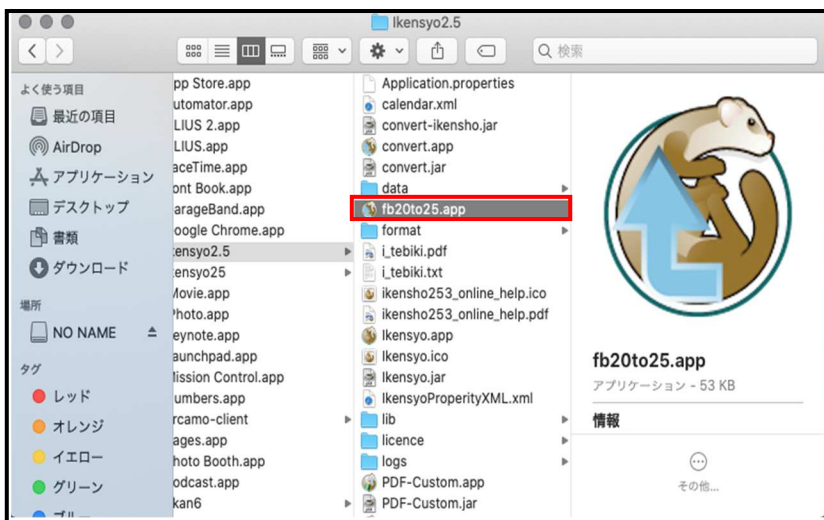 Ikensyo2.5
検索
よく使う項目
最近の項目
AirDrop
アプリケーション
デスクトップ
書類
ダウンロード
場所
NO NAME
タグ
レッド
オレンジ
イエロー
グリーン
ブルー
pp Store.app
utomator.app
LIUS 2.app
LIUS.app
aceTime.app
ont Book.app
arageBand.app
oogle Chrome.app
ensyo2.5
ensyo25
Movie.app
Photo.app
eynote.app
aunchpad.app
lission Control.app
umbers.app
rcamo-client
ages.app
hoto Booth.app
odcast.app
kan6
Application.properties
calendar.xml
convert-ikensho.jar
convert.app
convert.jar
data
fb20to25.app
format
i_tebiki.pdf
i_tebiki.txt
ikensho253_online_help.ico
ikensho253_online_help.pdf
Ikensyo.app
Ikensyo.ico
Ikensyo.jar
IkensyoProperityXML.xml
lib
licence
logs
PDF-Custom.app
PDF-Custom.jar
fb20to25.app
アプリケーション - 53 KB
情報
その他...